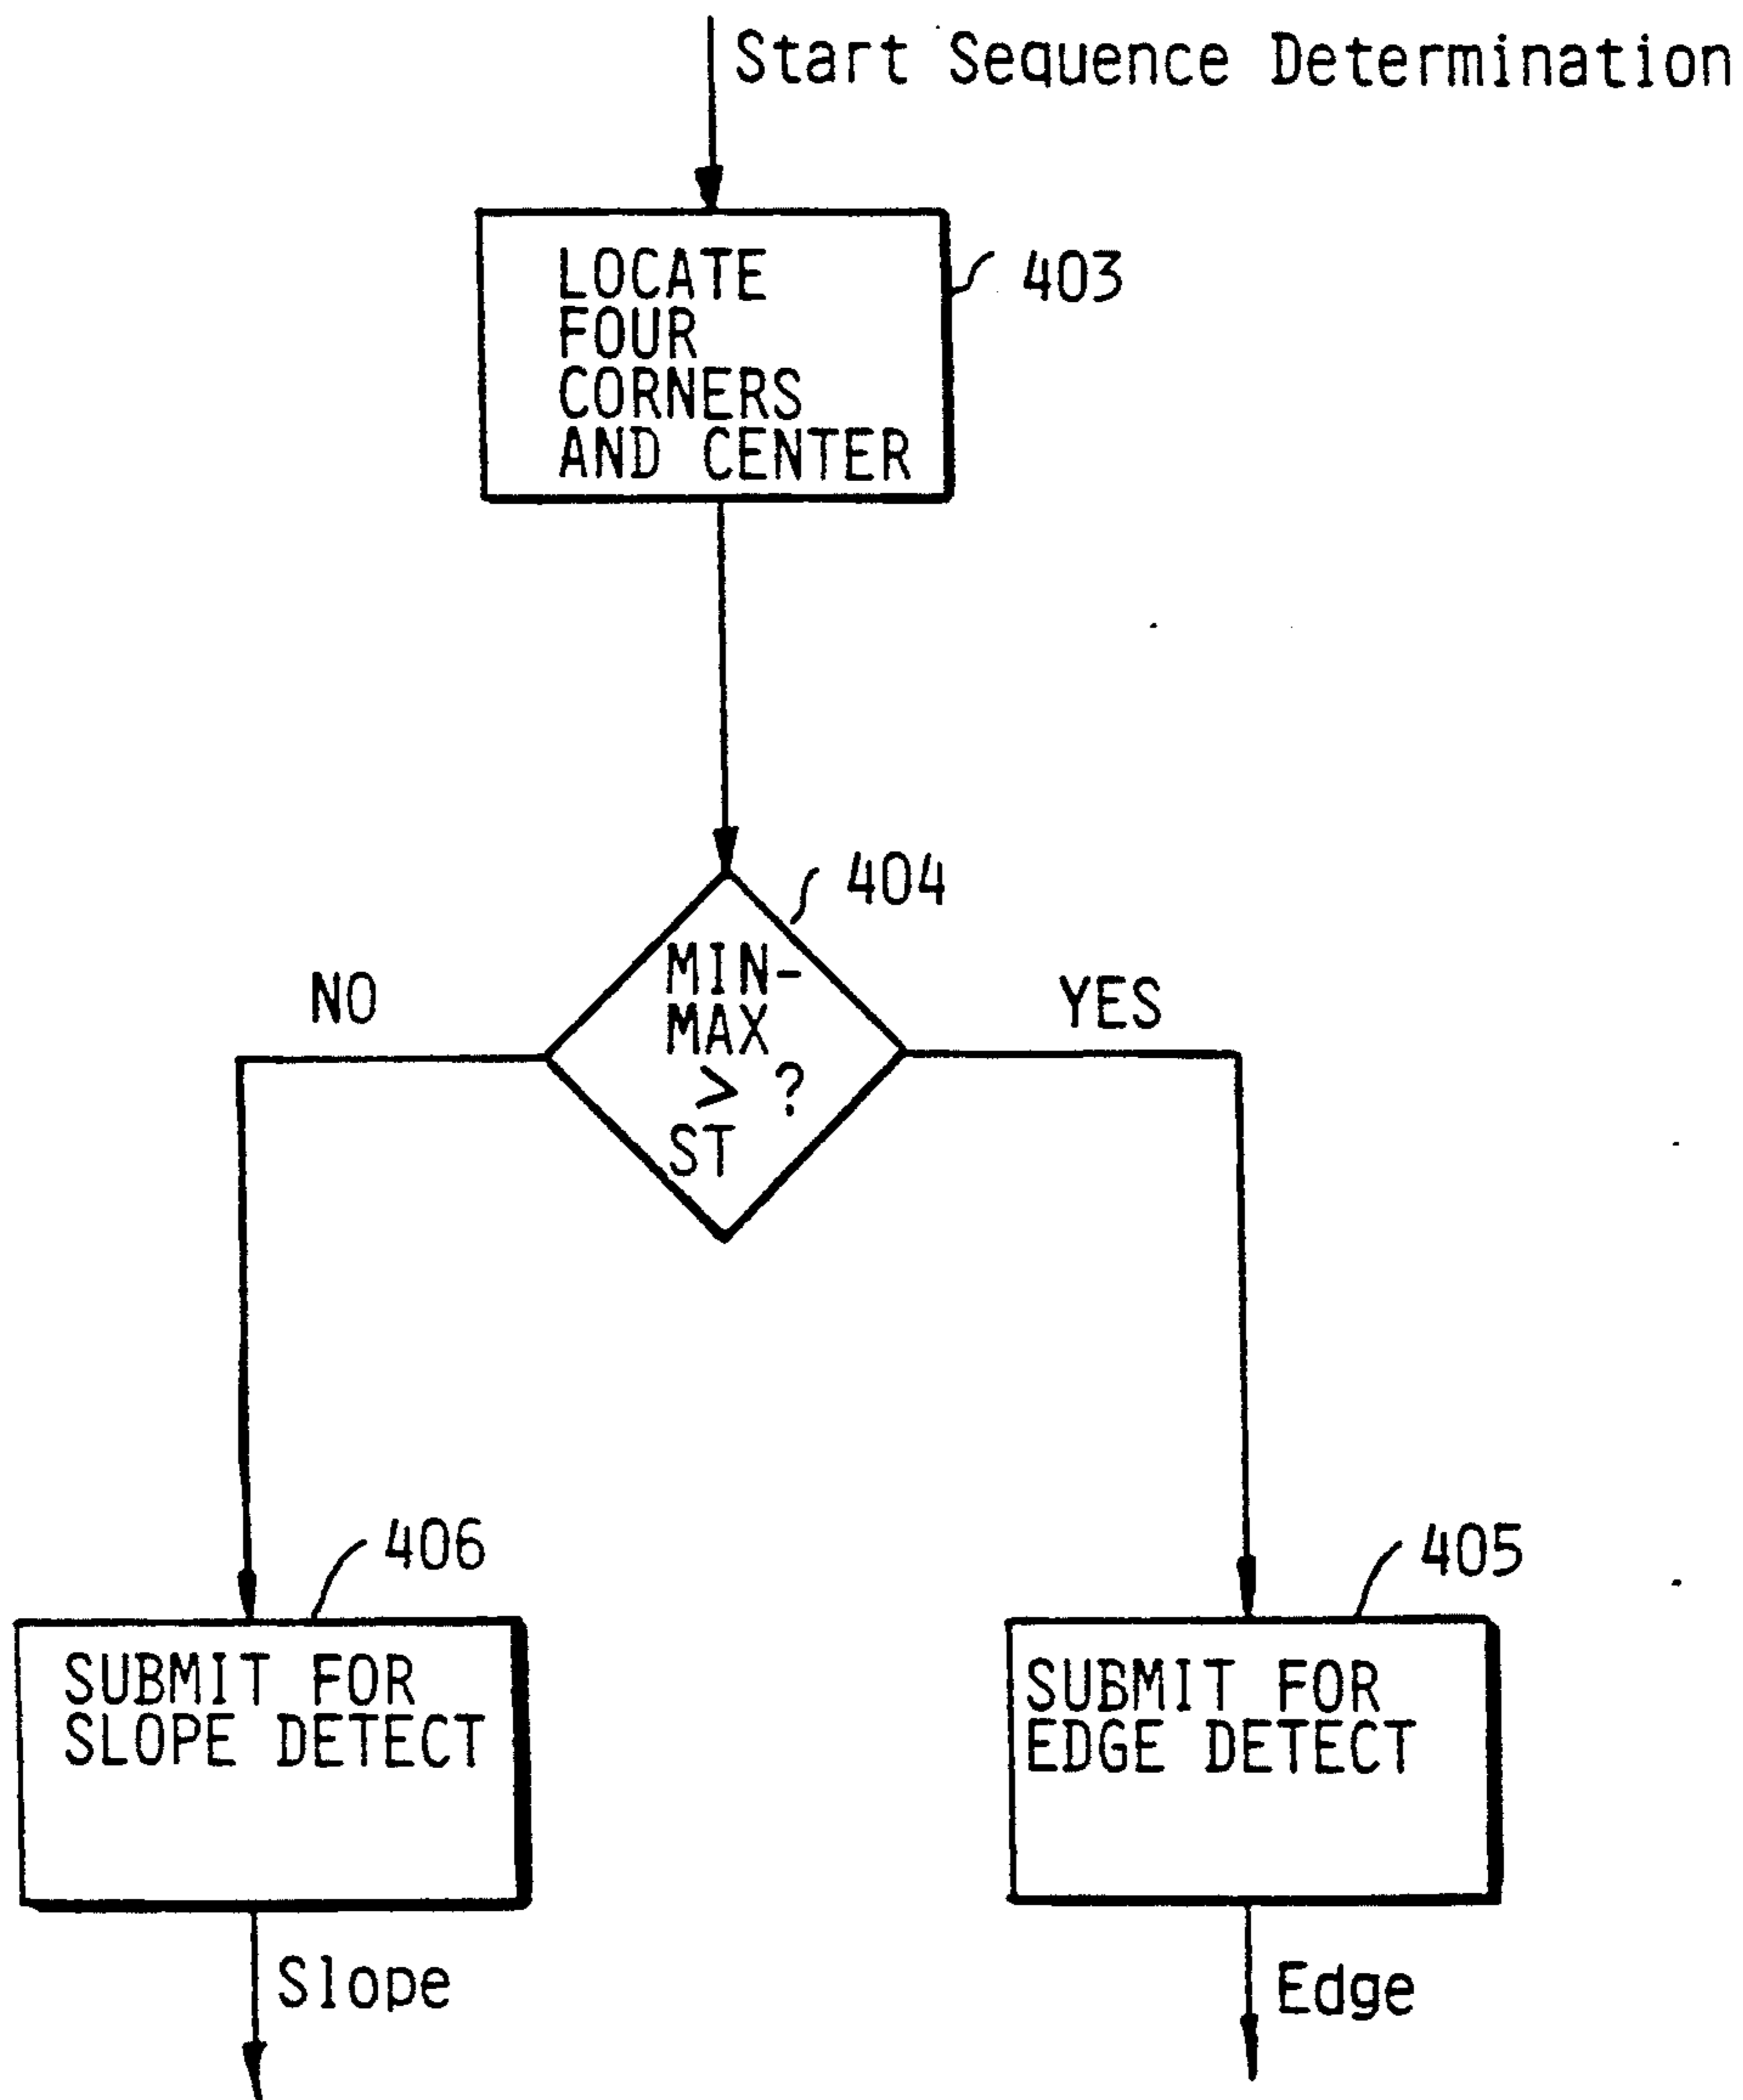 Start Sequence Determination
LOCATE
FOUR
CORNERS
AND CENTER
403
404
MIN-
MAX
> ?
ST
NO
YES
406
SUBMIT FOR
SLOPE DETECT
405
SUBMIT FOR
EDGE DETECT
Slope
Edge